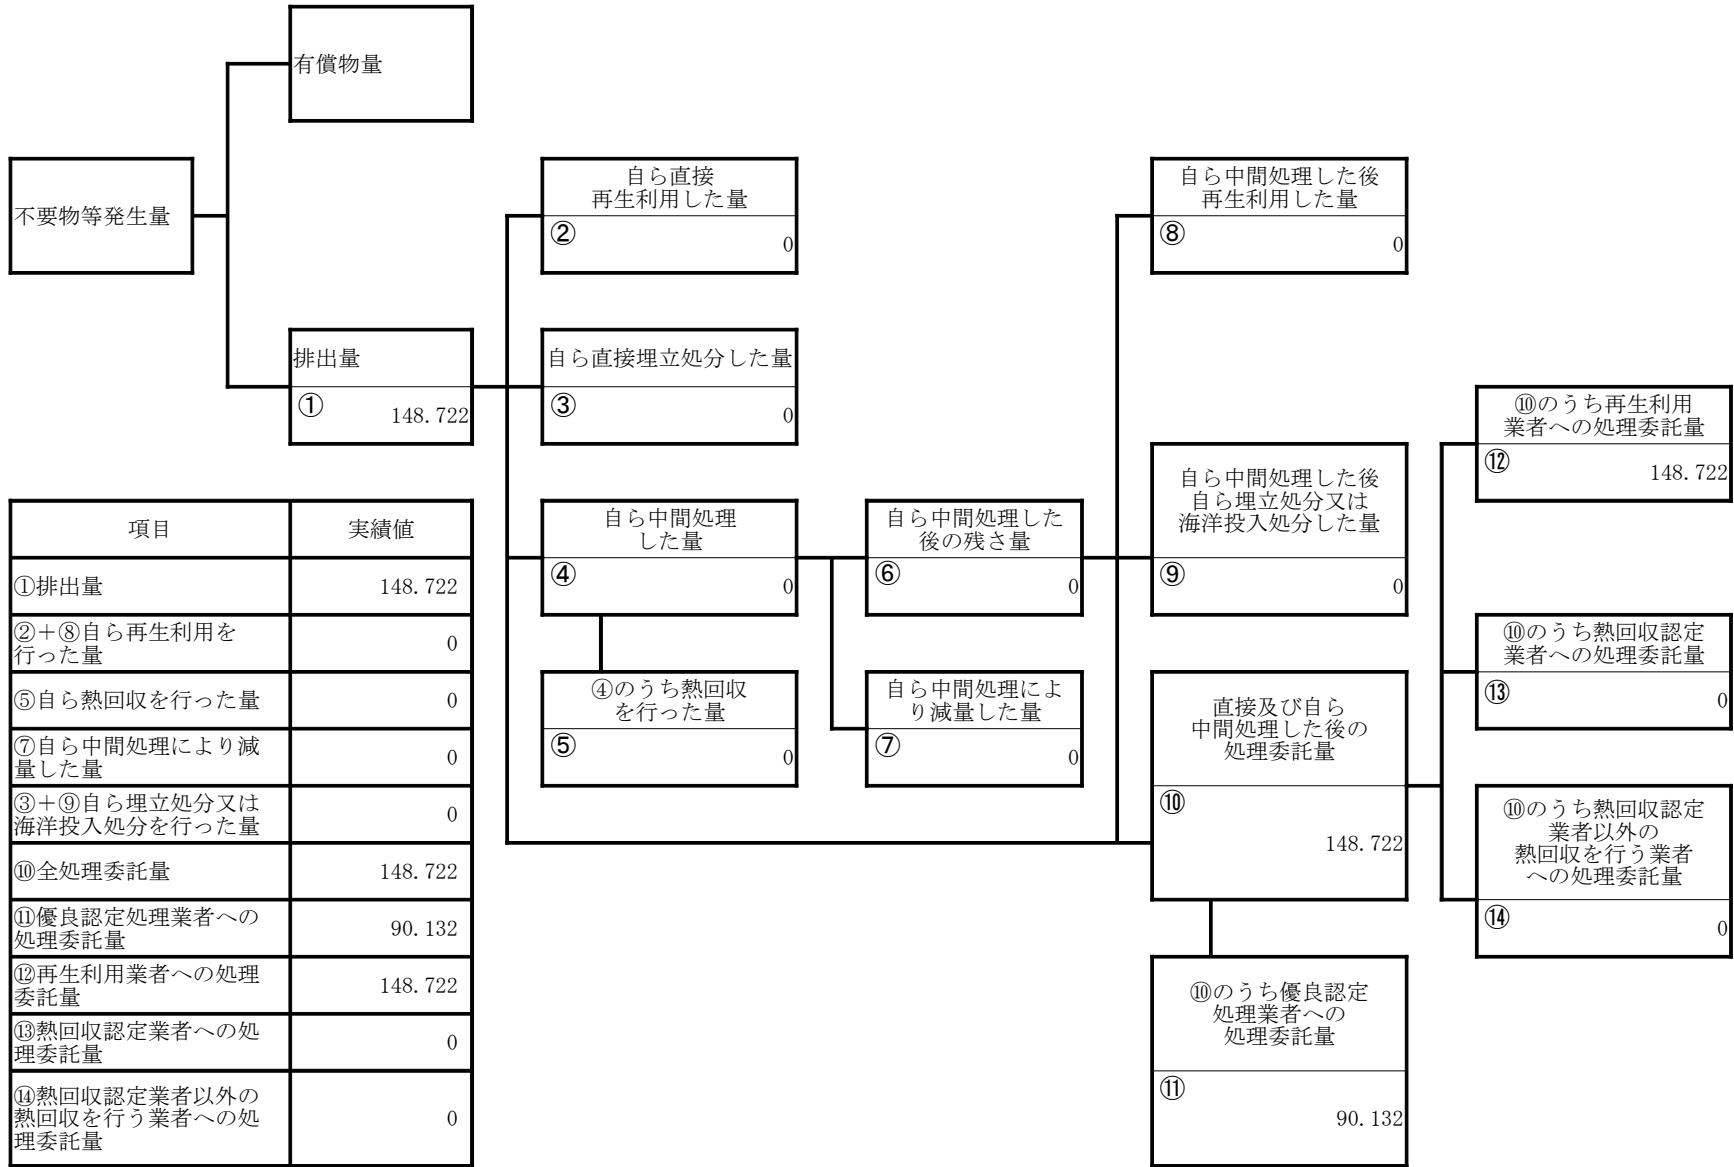 有償物量
不要物等発生量
自ら直接
再生利用した量
②
0
自ら中間処理した後
再生利用した量
⑧
0
排出量
①
148.722
自ら直接埋立処分した量
③
0
⑩のうち再生利用
業者への処理委託量
⑫
148.722
自ら中間処理した後
自ら埋立処分又は
海洋投入処分した量
⑨
0
自ら中間処理
した量
④
0
自ら中間処理した
後の残さ量
⑥
0
④のうち熱回収
を行った量
⑤
0
自ら中間処理によ
り減量した量
⑦
0
直接及び自ら
中間処理した後の
処理委託量
⑩
148.722
⑩のうち熱回収認定
業者への処理委託量
⑬
0
⑩のうち熱回収認定
業者以外の
熱回収を行う業者
への処理委託量
⑭
0
⑩のうち優良認定
処理業者への
処理委託量
⑪
90.132
項目 実績値
①排出量 148.722
②+⑧自ら再生利用を
行った量
0
⑤自ら熱回収を行った量 0
⑦自ら中間処理により減
量した量
0
③+⑨自ら埋立処分又は
海洋投入処分を行った量
0
⑩全処理委託量 148.722
⑪優良認定処理業者への
処理委託量
90.132
⑫再生利用業者への処理
委託量
148.722
⑬熱回収認定業者への処
理委託量
0
⑭熱回収認定業者以外の
熱回収を行う業者への処
理委託量
0